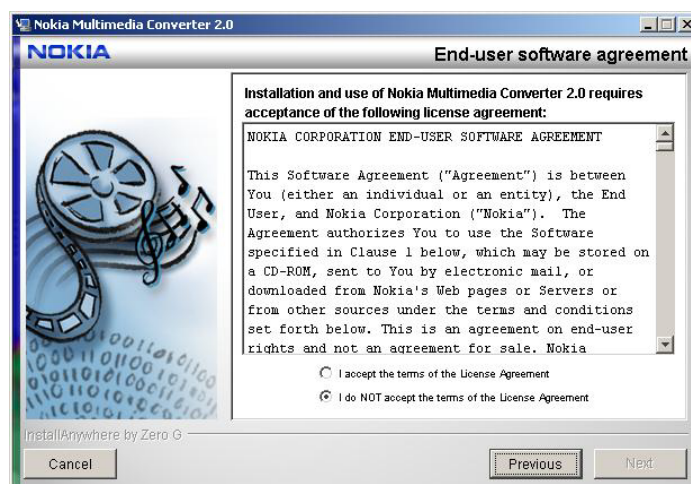 Nokia Multimedia Converter 2.0
NOKIA
End-user software agreement
Installation and use of Nokia Multimedia Converter 2.0 requires
acceptance of the following license agreement:
NOKIA CORPORATION END-USER SOFTWARE AGREEMENT
This Software Agreement ("Agreement") is between
You (either an individual or an entity), the End
User, and Nokia Corporation ("Nokia"). The
Agreement authorizes You to use the Software
specified in Clause 1 below, which may be stored on
a CD-ROM, sent to You by electronic mail, or
downloaded from Nokia's Web pages or Servers or
from other sources under the terms and conditions
set forth below. This is an agreement on end-user
rights and not an agreement for sale. Nokia
I accept the terms of the License Agreement
I do NOT accept the terms of the License Agreement
InstallAnywhere by Zero G
Cancel
Previous
Next